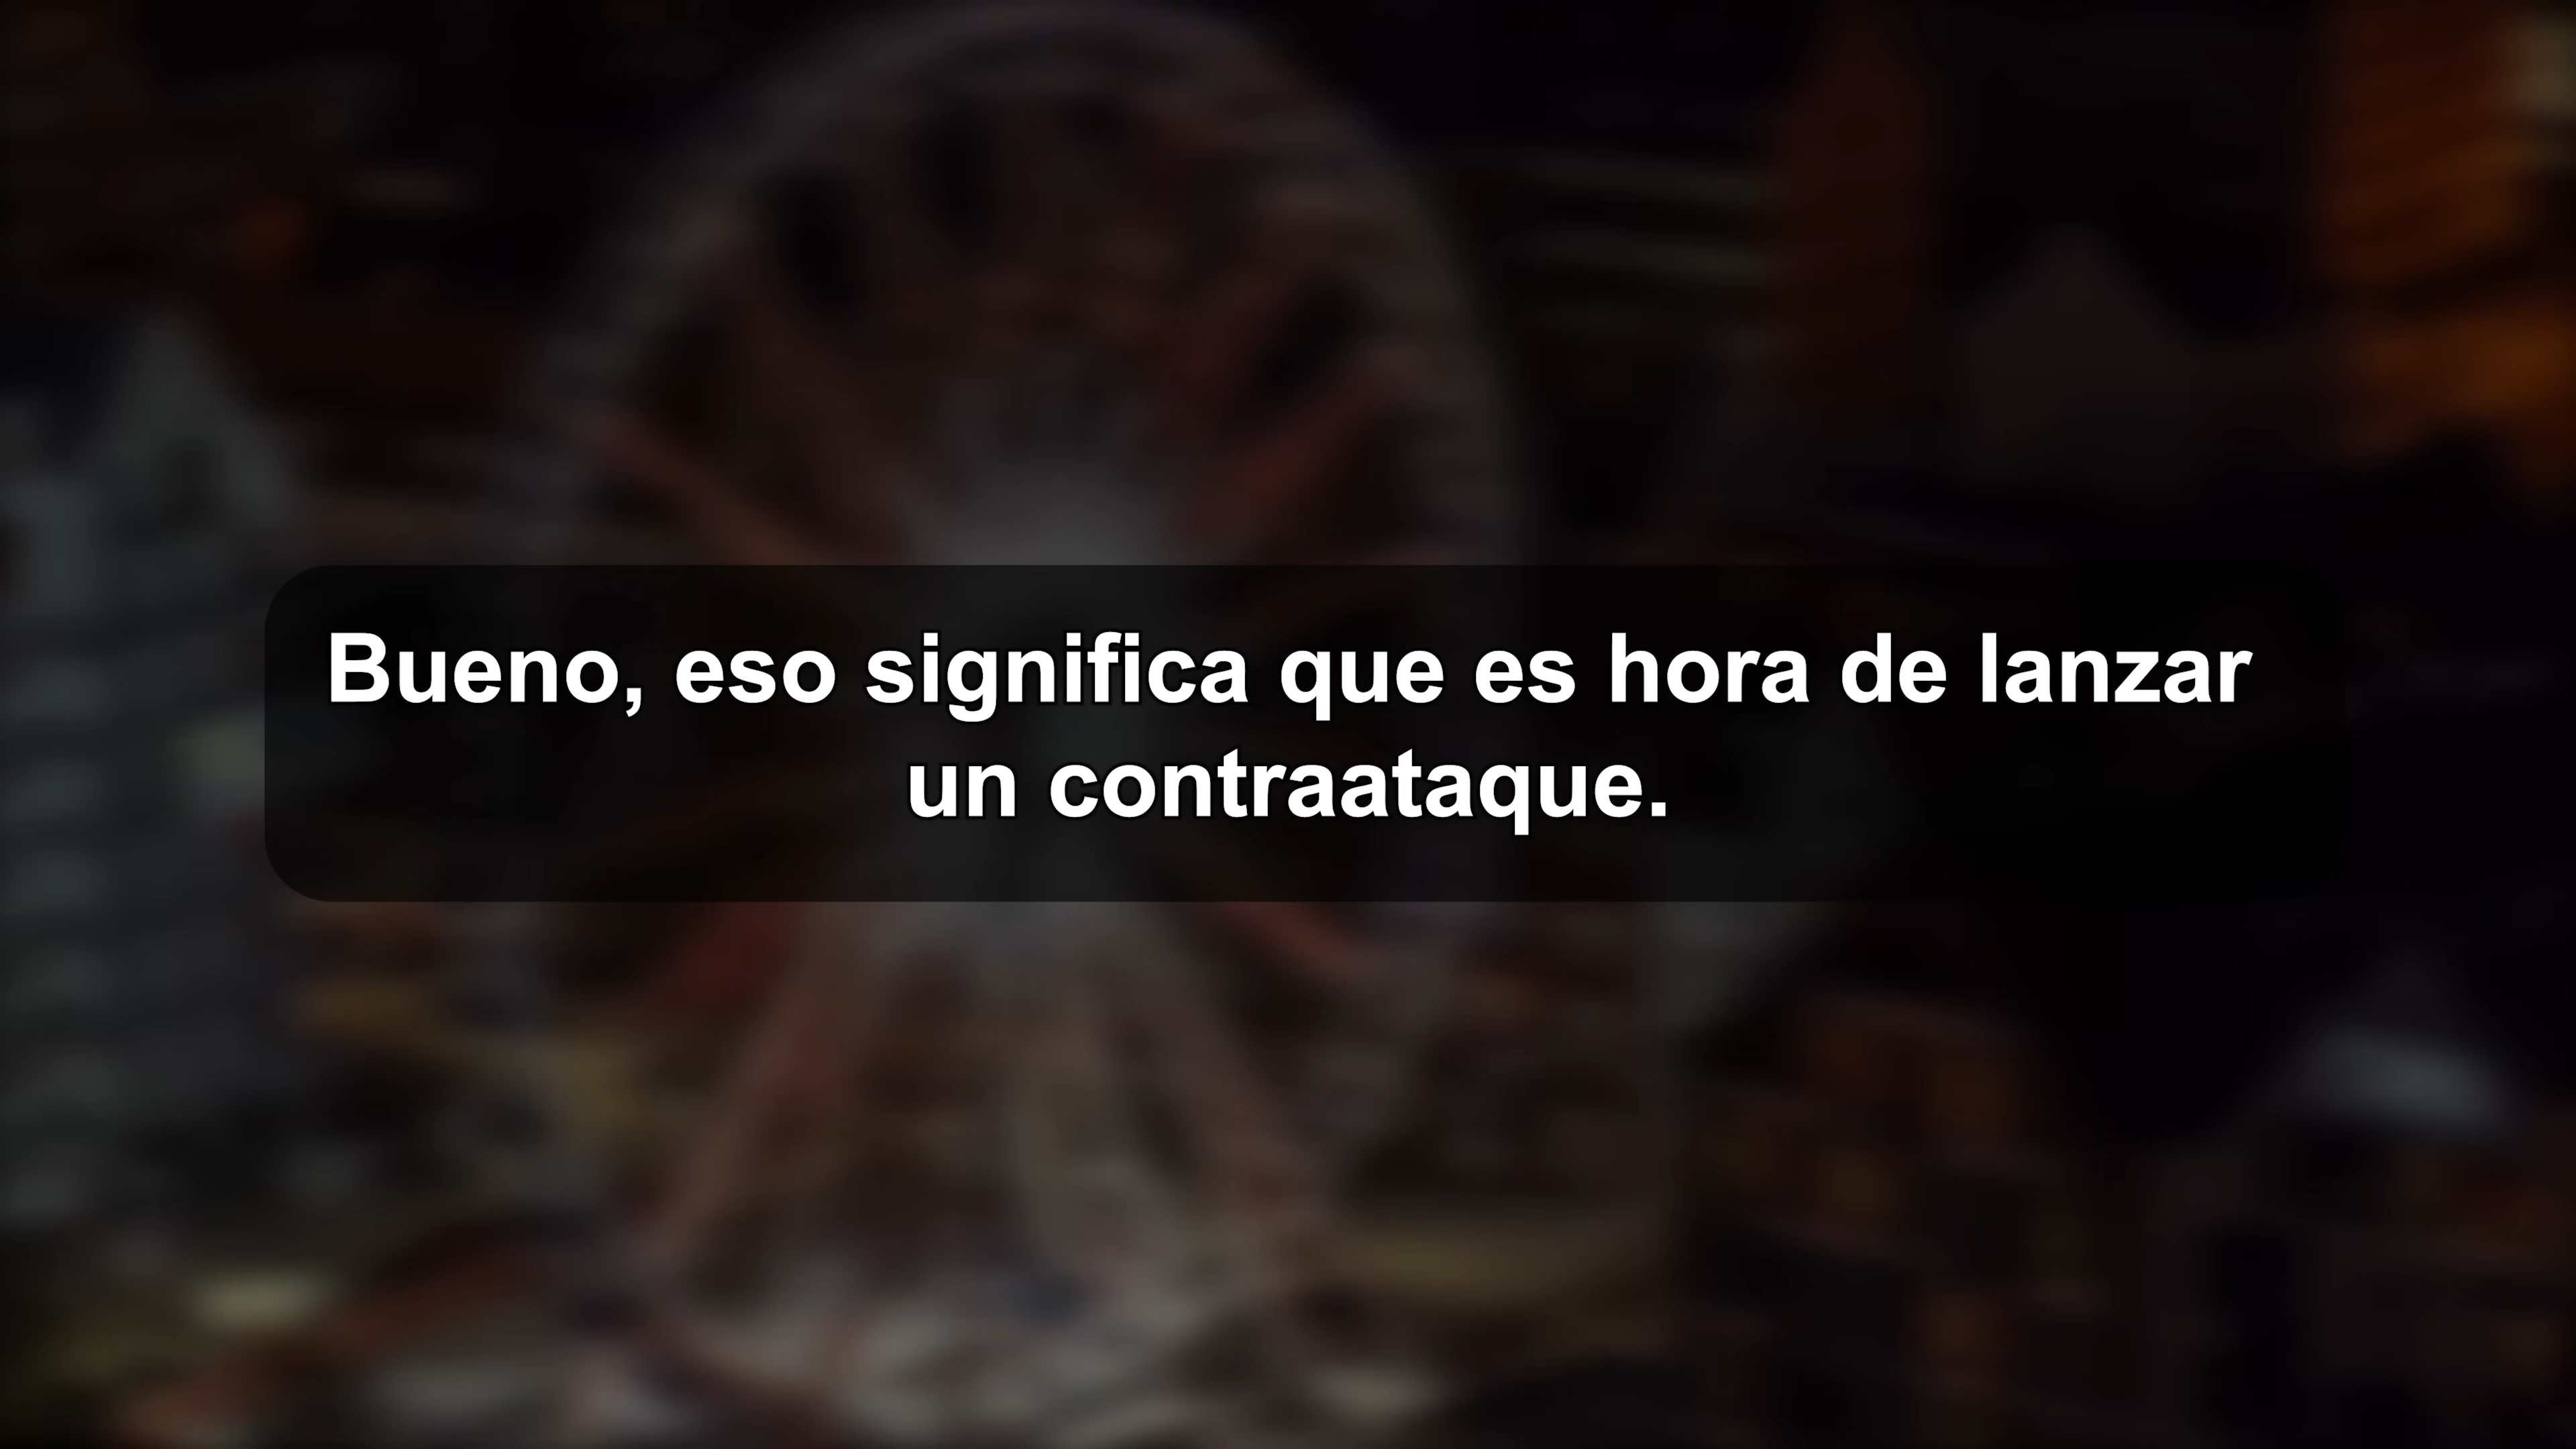 Bueno, eso significa que es hora de lanzar
un contraataque.